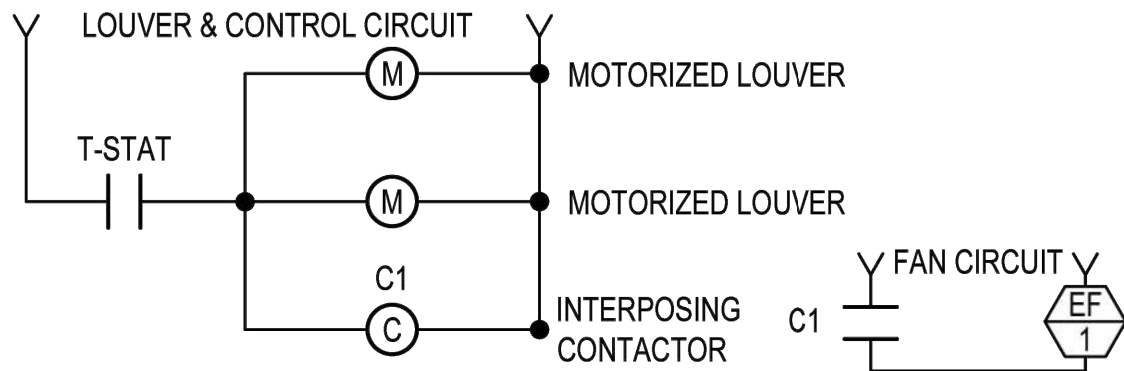 LOUVER & CONTROL CIRCUIT
M
MOTORIZED LOUVER
T-STAT
M
MOTORIZED LOUVER
C1
C
INTERPOSING
CONTACTOR
FAN CIRCUIT
C1
EF
1